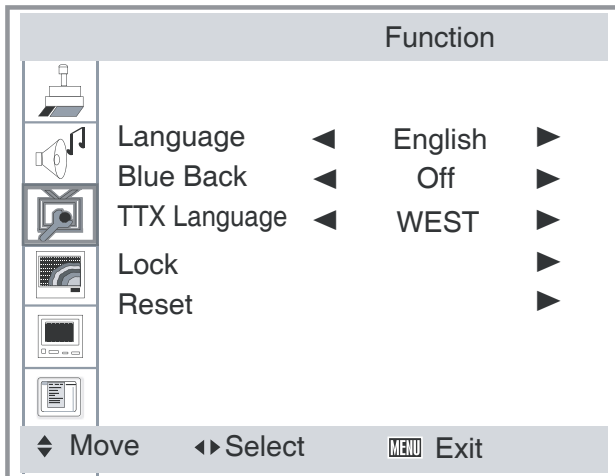 Function
Language ◀ English ▶
Blue Back ◀ Off ▶
TTX Language ◀ WEST ▶
Lock ▶
Reset ▶
Move Select MENU Exit